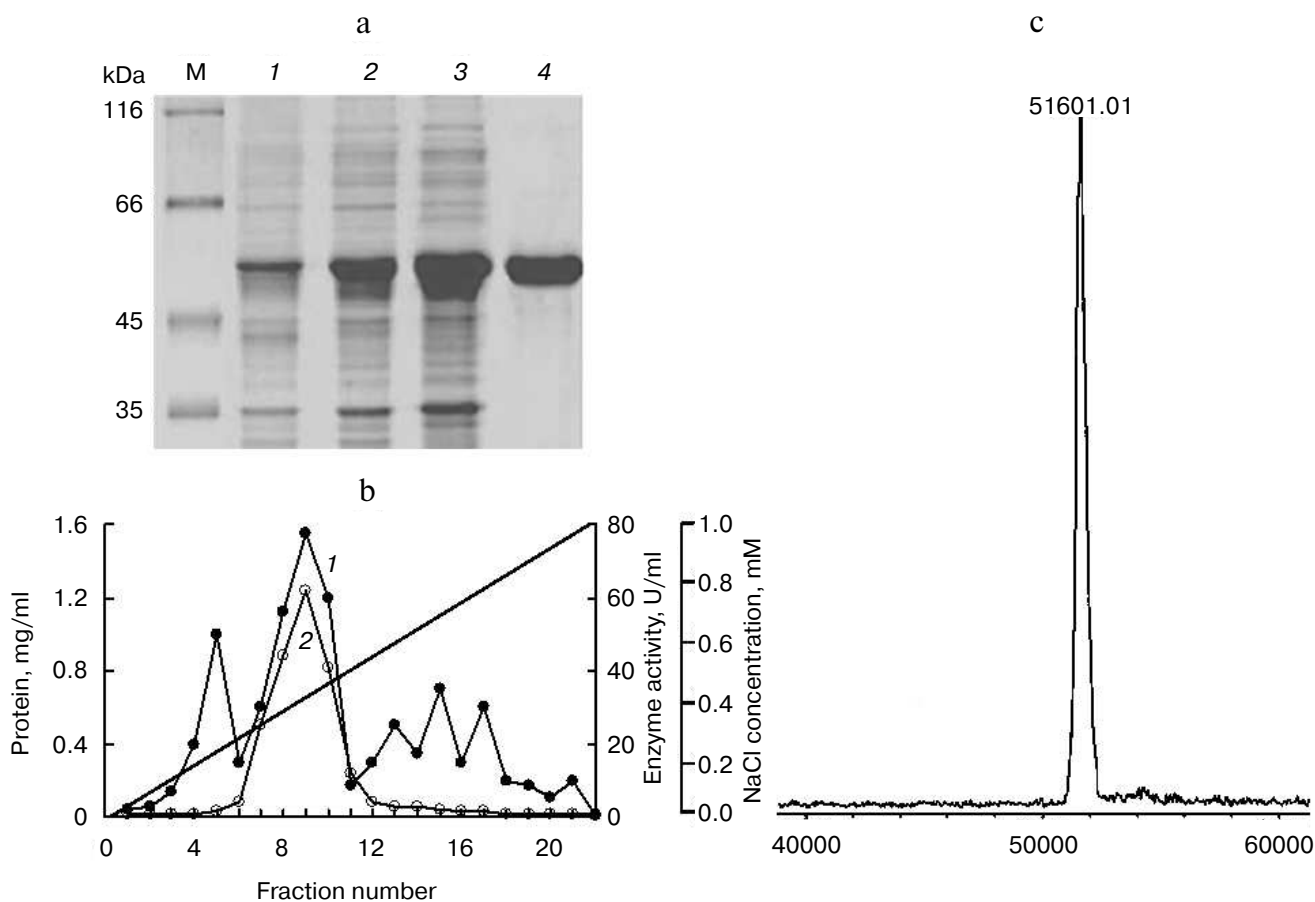 a
kDa M 1 2 3 4
116
66
45
35
b
Protein, mg/ml
1.6
1.2
0.8
0.4
0
1
2
80
60
40
20
0
Enzyme activity, U/ml
1.0
0.8
0.6
0.4
0.2
0.0
NaCl concentration, mM
0 4 8 12 16 20
Fraction number
c
51601.01
40000 50000 60000